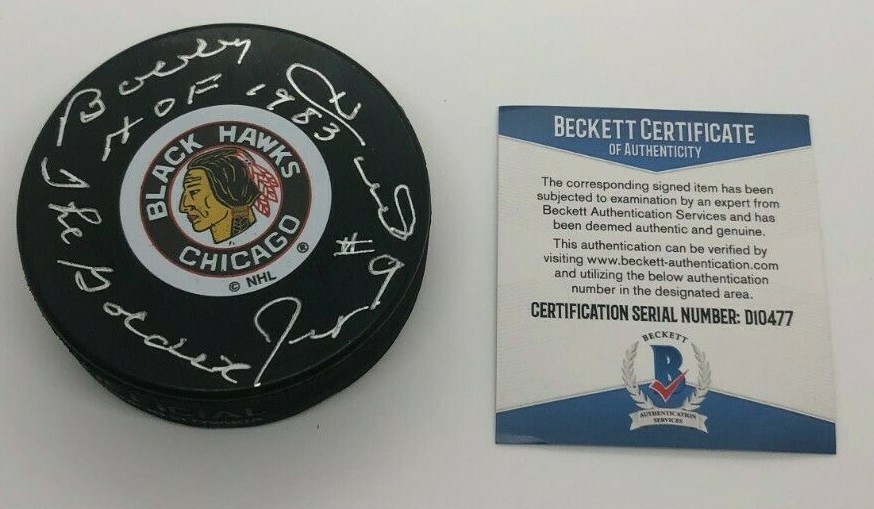 Bobby Hull #9
HOF 1983
The Golden Jet
BLACK HAWKS
CHICAGO ®
© NHL
BECKETT CERTIFICATE
OF AUTHENTICITY
The corresponding signed item has been
subjected to examination by an expert from
Beckett Authentication Services and has
been deemed authentic and genuine.
This authentication can be verified by
visiting www.beckett-authentication.com
and utilizing the below authentication
number in the designated area.
CERTIFICATION SERIAL NUMBER: D10477
BECKETT
B
AUTHENTICATION
SERVICES